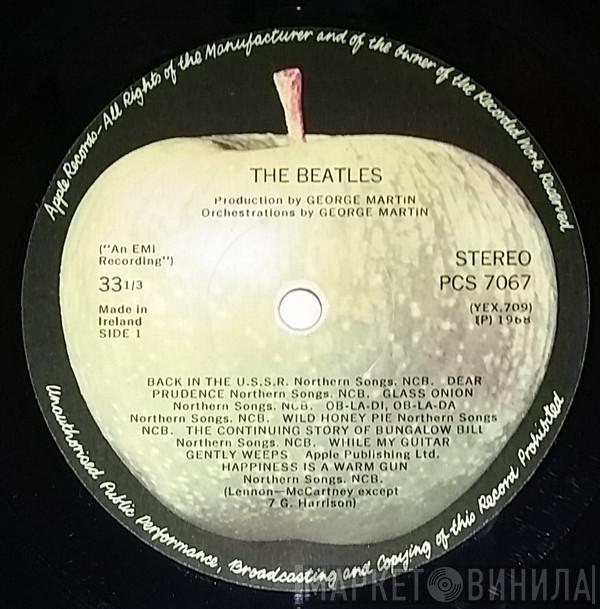 Apple Records-All Rights of the Manufacturer and of the Owner of the Recorded Work Reserved
THE BEATLES
Production by GEORGE MARTIN
Orchestrations by GEORGE MARTIN
("An EMI
Recording")
33 1/3
Made in
Ireland
SIDE 1
STEREO
PCS 7067
(YEX.709)
(P) 1968
BACK IN THE U.S.S.R. Northern Songs. NCB. DEAR
PRUDENCE Northern Songs. NCB. GLASS ONION
Northern Songs. NCB. OB-LA-DI, OB-LA-DA
Northern Songs. NCB. WILD HONEY PIE Northern Songs
NCB. THE CONTINUING STORY OF BUNGALOW BILL
Northern Songs. NCB. WHILE MY GUITAR
GENTLY WEEPS Apple Publishing Ltd.
HAPPINESS IS A WARM GUN
Northern Songs. NCB.
(Lennon—McCartney except
7 G. Harrison)
Unauthorised Public Performance, Broadcasting and Copying of this Record Prohibited
МАРКЕТ ВИНИЛА